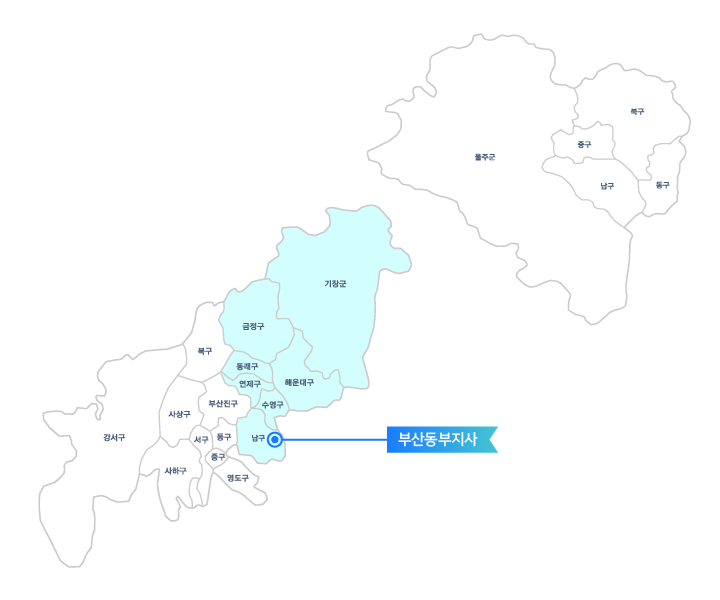 북구
중구
울주군
남구
동구
기장군
금정구
북구
동래구
연제구
해운대구
부산진구
수영구
사상구
강서구
서구
동구
남구
부산동부지사
중구
사하구
영도구